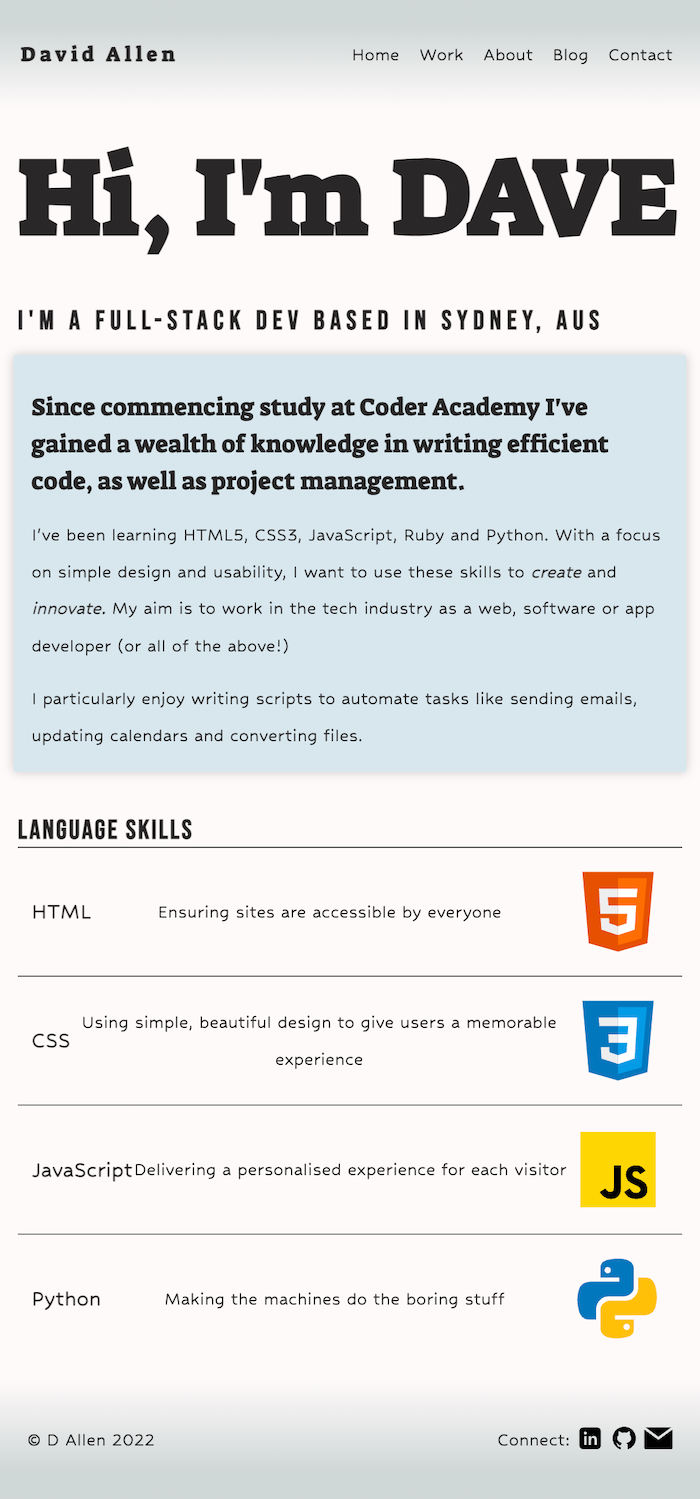 David Allen
Home Work About Blog Contact
Hi, I'm DAVE
I'M A FULL-STACK DEV BASED IN SYDNEY, AUS
Since commencing study at Coder Academy I've
gained a wealth of knowledge in writing efficient
code, as well as project management.
I've been learning HTML5, CSS3, JavaScript, Ruby and Python. With a focus
on simple design and usability, I want to use these skills to create and
innovate. My aim is to work in the tech industry as a web, software or app
developer (or all of the above!)
I particularly enjoy writing scripts to automate tasks like sending emails,
updating calendars and converting files.
LANGUAGE SKILLS
HTML
Ensuring sites are accessible by everyone
5
CSS
Using simple, beautiful design to give users a memorable
experience
3
JavaScript
Delivering a personalised experience for each visitor
JS
Python
Making the machines do the boring stuff
© D Allen 2022
Connect: in